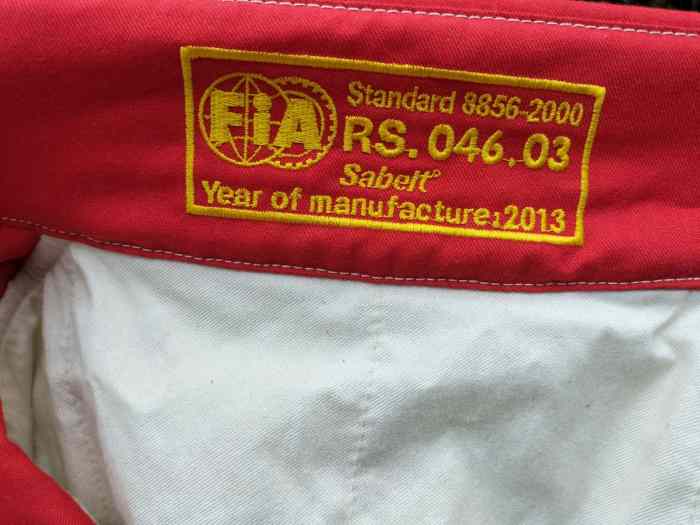 FiA
Standard 8856-2000
RS. 046.03
Sabelt
Year of manufacture:2013